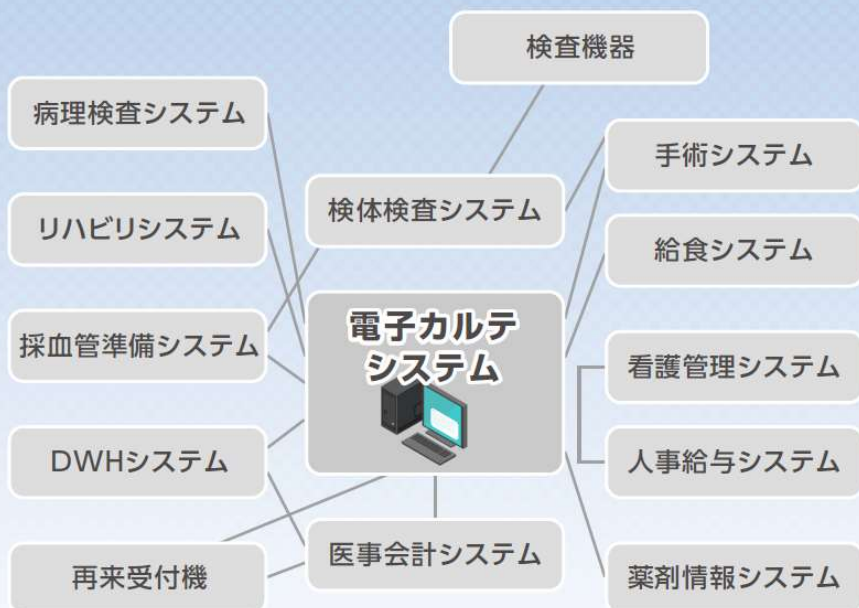 検査機器
病理検査システム
手術システム
リハビリシステム
検体検査システム
給食システム
採血管準備システム
電子カルテ
システム
看護管理システム
DWHシステム
人事給与システム
再来受付機
医事会計システム
薬剤情報システム